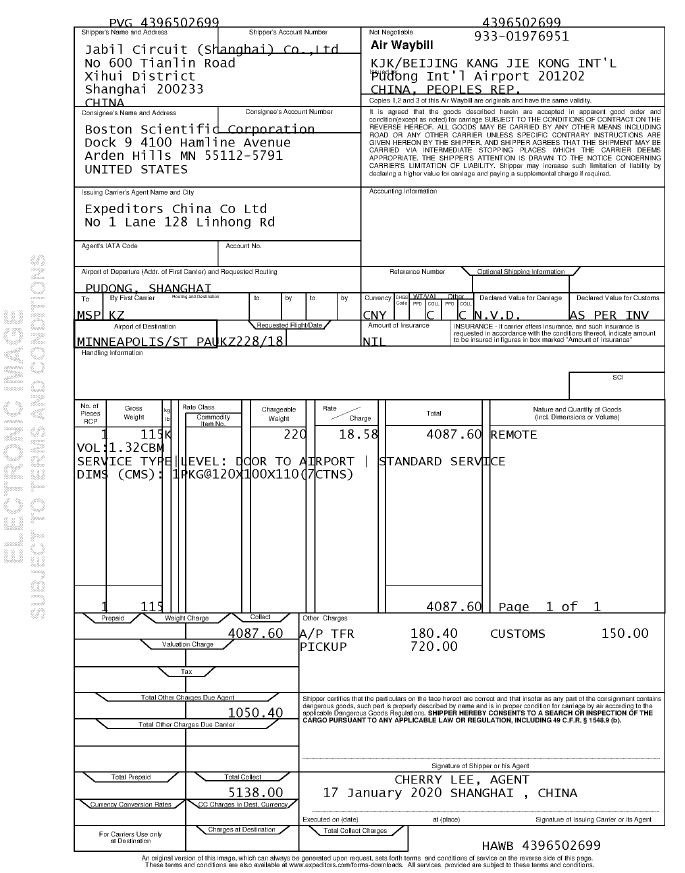 PVG 4396502699 4396502699
Shipper's Name and Address Shipper's Account Number Not Negotiable 933-01976951
Air Waybill
Jabil Circuit (Shanghai) Co.,Ltd
No 600 Tianlin Road
Xihui District
Shanghai 200233
CHINA
KJK/BEIJING KANG JIE KONG INT'L
Issued by
Pudong Int'l Airport 201202
CHINA, PEOPLES REP.
Copies 1,2 and 3 of this Air Waybill are originals and have the same validity.
Consignee's Name and Address Consignee's Account Number
Boston Scientific Corporation
Dock 9 4100 Hamline Avenue
Arden Hills MN 55112-5791
UNITED STATES
It is agreed that the goods described herein are accepted in apparent good order and
condition(except as noted) for carriage SUBJECT TO THE CONDITIONS OF CONTRACT ON THE
REVERSE HEREOF. ALL GOODS MAY BE CARRIED BY ANY OTHER MEANS INCLUDING
ROAD OR ANY OTHER CARRIER UNLESS SPECIFIC CONTRARY INSTRUCTIONS ARE
GIVEN HEREON BY THE SHIPPER, AND SHIPPER AGREES THAT THE SHIPMENT MAY BE
CARRIED VIA INTERMEDIATE STOPPING PLACES WHICH THE CARRIER DEEMS
APPROPRIATE. THE SHIPPER'S ATTENTION IS DRAWN TO THE NOTICE CONCERNING
CARRIER'S LIMITATION OF LIABILITY. Shipper may increase such limitation of liability by
declaring a higher value for carriage and paying a supplemental charge if required.
Issuing Carrier's Agent Name and City Accounting Information
Expeditors China Co Ltd
No 1 Lane 128 Linhong Rd
Agent's IATA Code Account No.
Airport of Departure (Addr. of First Carrier) and Requested Routing Reference Number Optional Shipping Information
PUDONG, SHANGHAI
To By First Carrier Routing and Destination to by to by Currency CHGS Code WT/VAL Other Declared Value for Carriage Declared Value for Customs
PPD COLL PPD COLL
MSP KZ CNY C C N.V.D. AS PER INV
Airport of Destination Requested Flight/Date Amount of Insurance
MINNEAPOLIS/ST PAU KZ228/18 NIL
INSURANCE - If carrier offers insurance, and such insurance is
requested in accordance with the conditions thereof, indicate amount
to be insured in figures in box marked "Amount of Insurance"
Handling Information
SCI
No. of Pieces RCP Gross Weight kg lb Rate Class Commodity Item No. Chargeable Weight Rate Charge Total Nature and Quantity of Goods (Incl. Dimensions or Volume)
1 115 K 220 18.58 4087.60 REMOTE
VOL:1.32CBM
SERVICE TYPE|LEVEL: DOOR TO AIRPORT | STANDARD SERVICE
DIMS (CMS): 1PKG@120X100X110(7CTNS)
1 115 4087.60 Page 1 of 1
Prepaid Weight Charge Collect Other Charges
4087.60 A/P TFR 180.40 CUSTOMS 150.00
Valuation Charge PICKUP 720.00
Tax
Total Other Charges Due Agent
1050.40
Total Other Charges Due Carrier
Shipper certifies that the particulars on the face hereof are correct and that insofar as any part of the consignment contains
dangerous goods, such part is properly described by name and is in proper condition for carriage by air according to the
applicable Dangerous Goods Regulations. SHIPPER HEREBY CONSENTS TO A SEARCH OR INSPECTION OF THE
CARGO PURSUANT TO ANY APPLICABLE LAW OR REGULATION, INCLUDING 49 C.F.R. § 1548.9 (b).
Signature of Shipper or his Agent
Total Prepaid Total Collect
CHERRY LEE, AGENT
5138.00 17 January 2020 SHANGHAI , CHINA
Currency Conversion Rates CC Charges in Dest. Currency
Executed on (date) at (place) Signature of Issuing Carrier or its Agent
For Carriers Use only at Destination Charges at Destination Total Collect Charges
HAWB 4396502699
An original version of this image, which can always be generated upon request, sets forth terms and conditions of service on the reverse side of this page.
These terms and conditions are also available at www.expeditors.com/forms-downloads. All services, provided are subject to these terms and conditions.
ELECTRONIC IMAGE
SUBJECT TO TERMS AND CONDITIONS